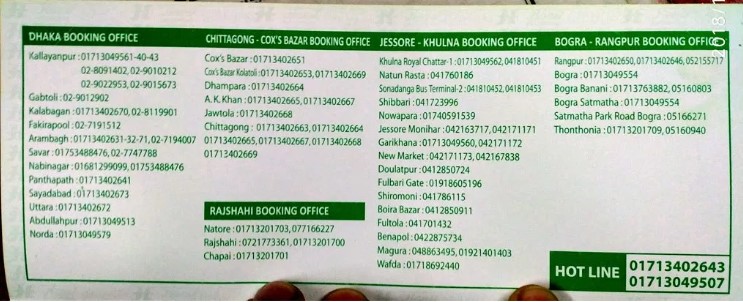 DHAKA BOOKING OFFICE
Kallayanpur : 01713049561-40-43
02-8091402, 02-9010212
02-9022953, 02-9015673
Gabtoli : 02-9012902
Kalabagan : 01713402670, 02-8119901
Fakirapool : 02-7191512
Arambagh : 01713402631-32-71, 02-7194007
Savar : 01753488476, 02-7747788
Nabinagar : 01681299099, 01753488476
Panthapath : 01713402641
Sayadabad : 01713402673
Uttara : 01713402672
Abdullahpur : 01713049513
Norda : 01713049579
CHITTAGONG - COX'S BAZAR BOOKING OFFICE
Cox's Bazar : 01713402651
Cox's Bazar Kolatoli : 01713402653, 01713402669
Dhampara : 01713402664
A. K. Khan : 01713402665, 01713402667
Jawtola : 01713402668
Chittagong : 01713402663, 01713402664
01713402665, 01713402667, 01713402668
01713402669
RAJSHAHI BOOKING OFFICE
Natore : 01713201703, 077166227
Rajshahi : 0721773361, 01713201700
Chapai : 01713201701
JESSORE - KHULNA BOOKING OFFICE
Khulna Royal Chattar-1 : 01713049562, 041810451
Natun Rasta : 041760186
Sonadanga Bus Terminal-2 : 041810452, 041810453
Shibbari : 041723996
Nowapara : 01740591539
Jessore Monihar : 042163717, 042171171
Garikhana : 01713049560, 042171172
New Market : 042171173, 042167838
Doulatpur : 0412850724
Fulbari Gate : 01918605196
Shiromoni : 041786115
Boira Bazar : 0412850911
Fultola : 041701432
Benapol : 0422875734
Magura : 048863495, 01921401403
Wafda : 01718692440
BOGRA - RANGPUR BOOKING OFFICE
Rangpur : 01713402650, 01713402646, 052155717
Bogra : 01713049554
Bogra Banani : 01713763882, 05160803
Bogra Satmatha : 01713049554
Satmatha Park Road Bogra : 05166271
Thonthonia : 01713201709, 05160940
HOT LINE
01713402643
01713049507